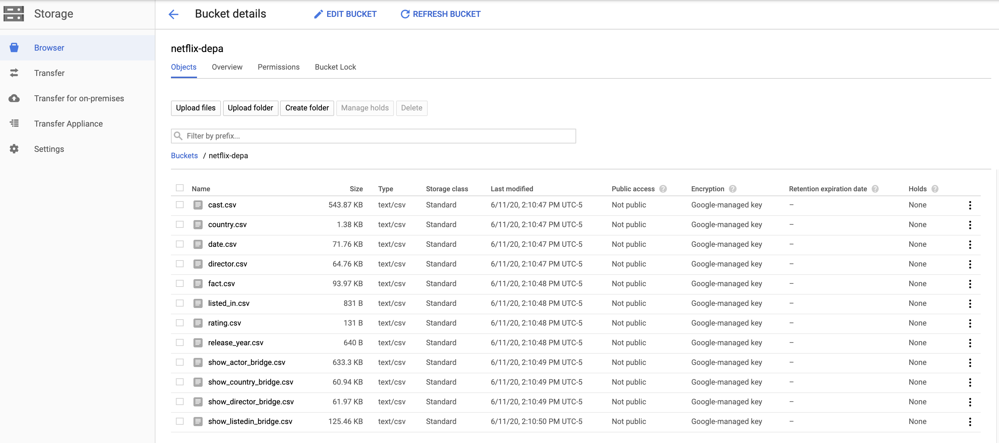 Storage
Bucket details
EDIT BUCKET
REFRESH BUCKET
Browser
Transfer
Transfer for on-premises
Transfer Appliance
Settings
netflix-depa
Objects Overview Permissions Bucket Lock
Upload files Upload folder Create folder Manage holds Delete
Filter by prefix...
Buckets / netflix-depa
Name Size Type Storage class Last modified Public access ? Encryption ? Retention expiration date ? Holds ?
cast.csv 543.87 KB text/csv Standard 6/11/20, 2:10:47 PM UTC-5 Not public Google-managed key – None
country.csv 1.38 KB text/csv Standard 6/11/20, 2:10:47 PM UTC-5 Not public Google-managed key – None
date.csv 71.76 KB text/csv Standard 6/11/20, 2:10:47 PM UTC-5 Not public Google-managed key – None
director.csv 64.76 KB text/csv Standard 6/11/20, 2:10:47 PM UTC-5 Not public Google-managed key – None
fact.csv 93.97 KB text/csv Standard 6/11/20, 2:10:48 PM UTC-5 Not public Google-managed key – None
listed_in.csv 831 B text/csv Standard 6/11/20, 2:10:48 PM UTC-5 Not public Google-managed key – None
rating.csv 131 B text/csv Standard 6/11/20, 2:10:48 PM UTC-5 Not public Google-managed key – None
release_year.csv 640 B text/csv Standard 6/11/20, 2:10:48 PM UTC-5 Not public Google-managed key – None
show_actor_bridge.csv 633.3 KB text/csv Standard 6/11/20, 2:10:49 PM UTC-5 Not public Google-managed key – None
show_country_bridge.csv 60.94 KB text/csv Standard 6/11/20, 2:10:49 PM UTC-5 Not public Google-managed key – None
show_director_bridge.csv 61.97 KB text/csv Standard 6/11/20, 2:10:49 PM UTC-5 Not public Google-managed key – None
show_listedin_bridge.csv 125.46 KB text/csv Standard 6/11/20, 2:10:50 PM UTC-5 Not public Google-managed key – None